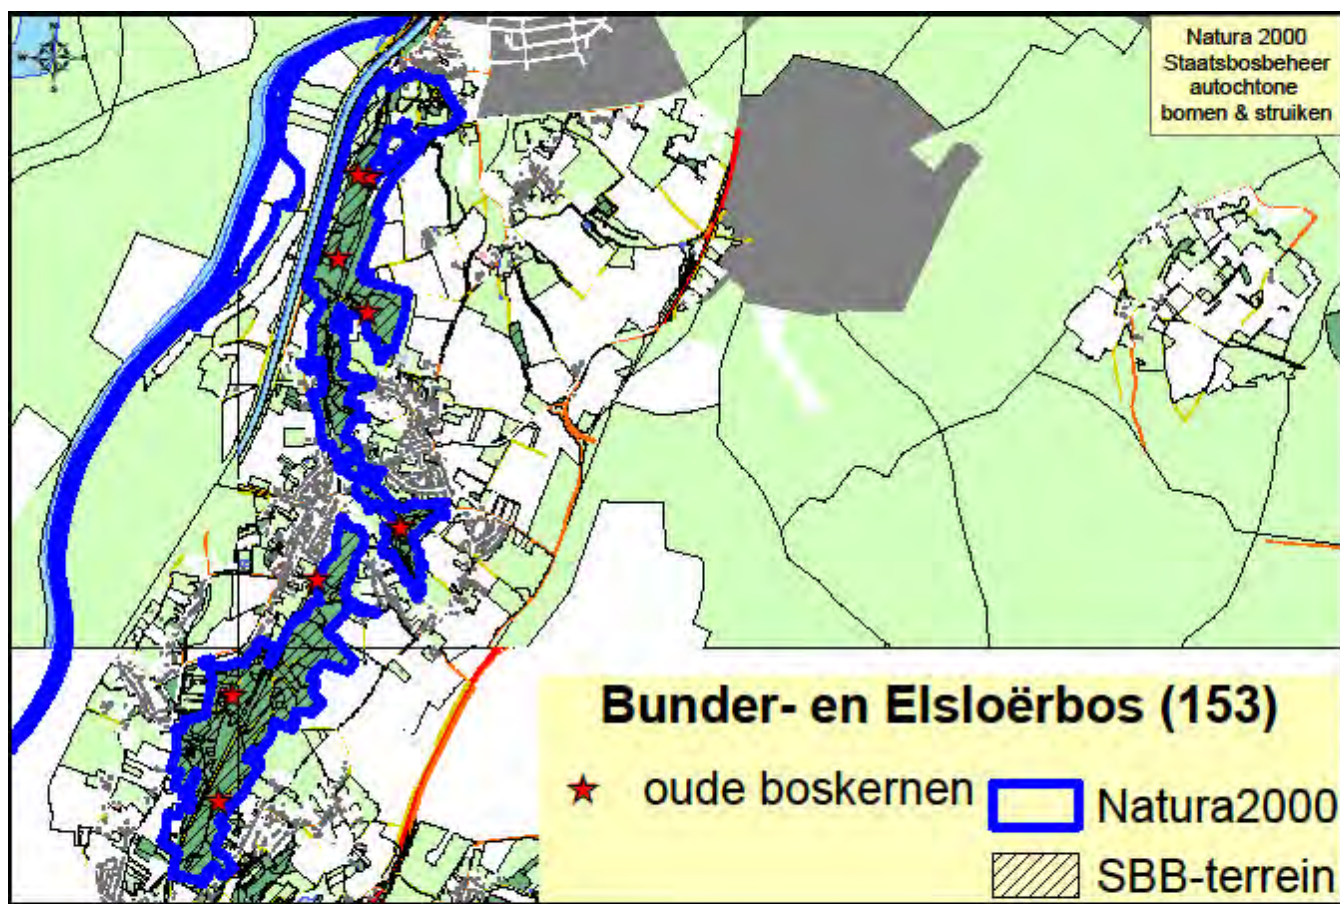 Natura 2000
Staatsbosbeheer
autochtone
bomen & struiken
Bunder- en Elsloërbos (153)
oude boskernen
Natura2000
SBB-terrein